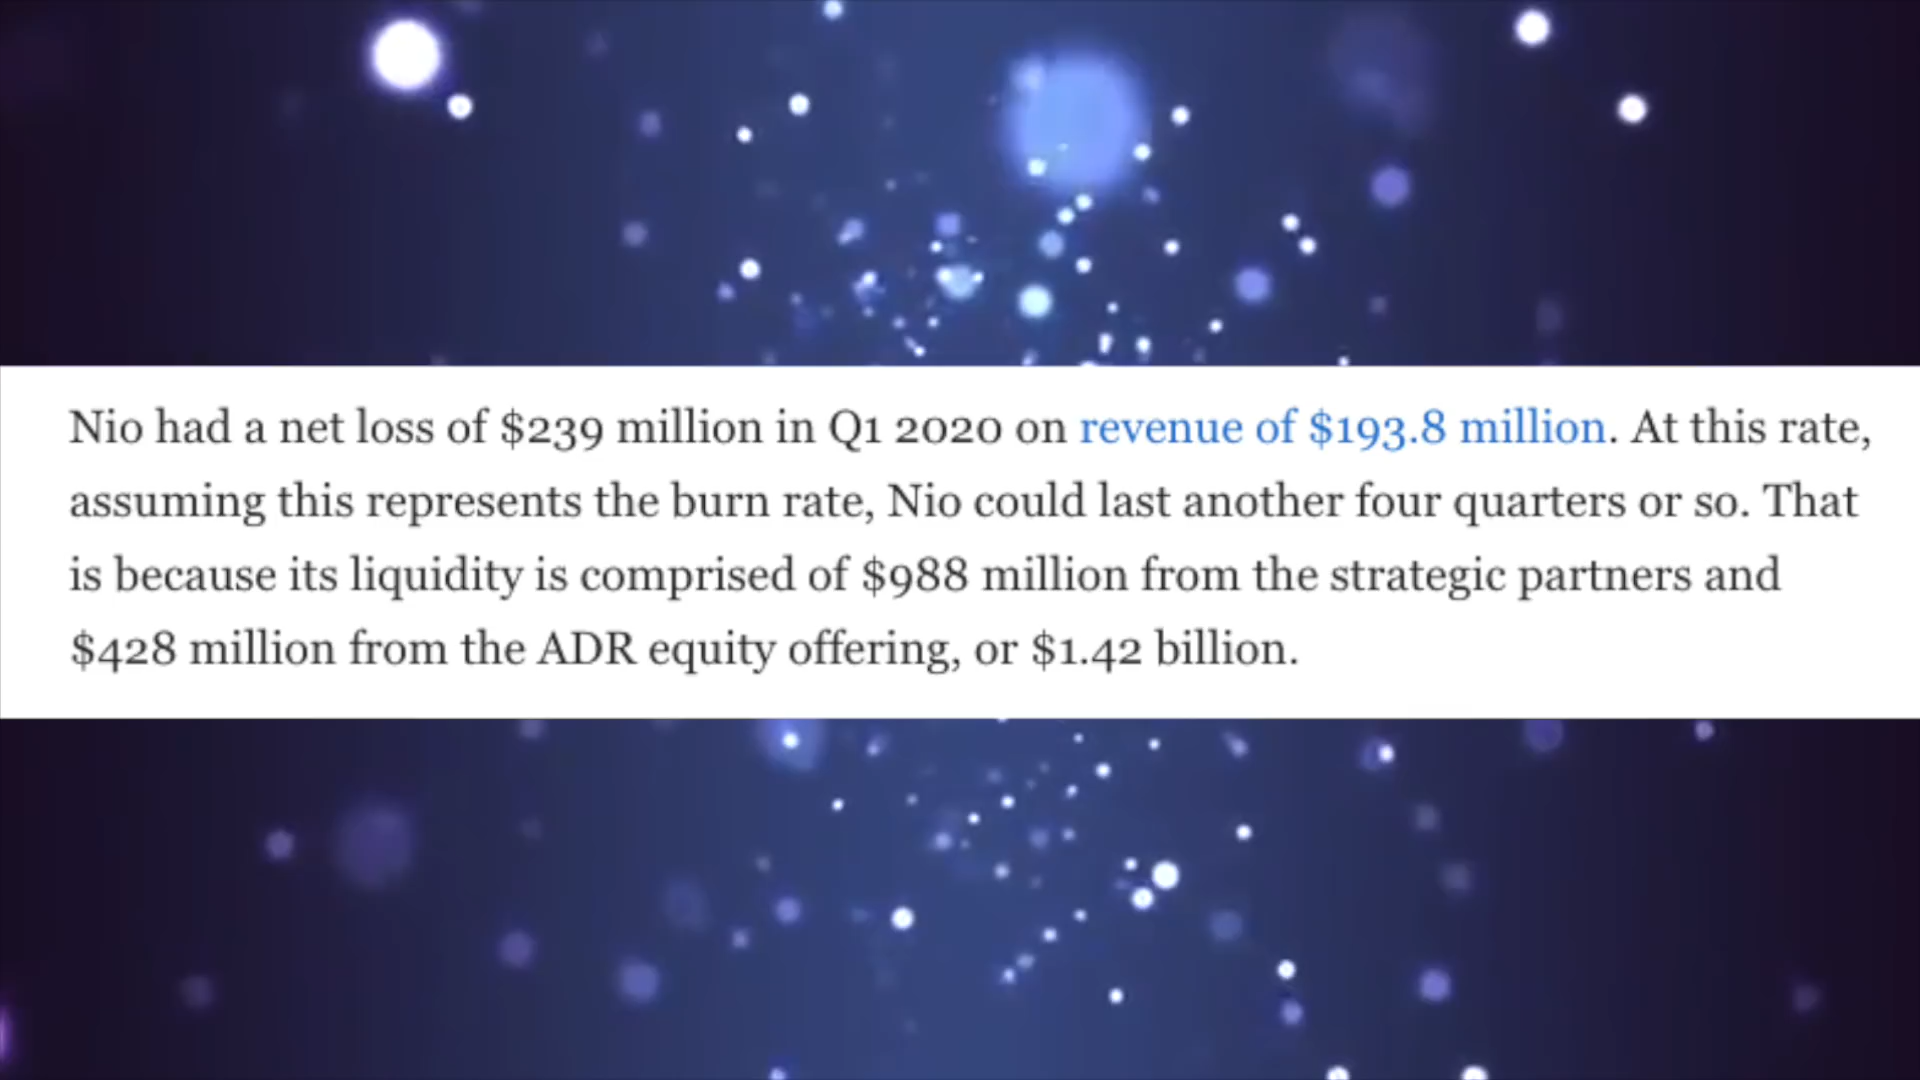 Nio had a net loss of $239 million in Q1 2020 on revenue of $193.8 million. At this rate,
assuming this represents the burn rate, Nio could last another four quarters or so. That
is because its liquidity is comprised of $988 million from the strategic partners and
$428 million from the ADR equity offering, or $1.42 billion.